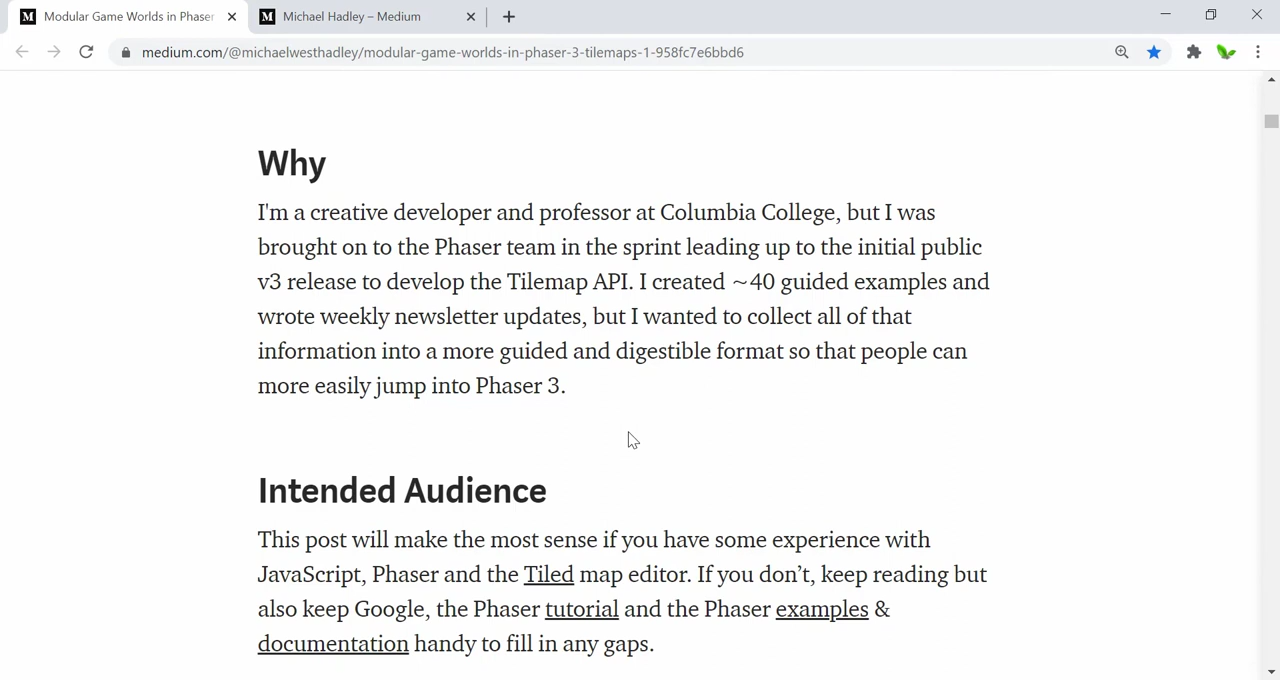 Modular Game Worlds in Phaser
Michael Hadley – Medium
medium.com/@michaelwesthadley/modular-game-worlds-in-phaser-3-tilemaps-1-958fc7e6bbd6
Why
I'm a creative developer and professor at Columbia College, but I was
brought on to the Phaser team in the sprint leading up to the initial public
v3 release to develop the Tilemap API. I created ~40 guided examples and
wrote weekly newsletter updates, but I wanted to collect all of that
information into a more guided and digestible format so that people can
more easily jump into Phaser 3.
Intended Audience
This post will make the most sense if you have some experience with
JavaScript, Phaser and the Tiled map editor. If you don’t, keep reading but
also keep Google, the Phaser tutorial and the Phaser examples &
documentation handy to fill in any gaps.